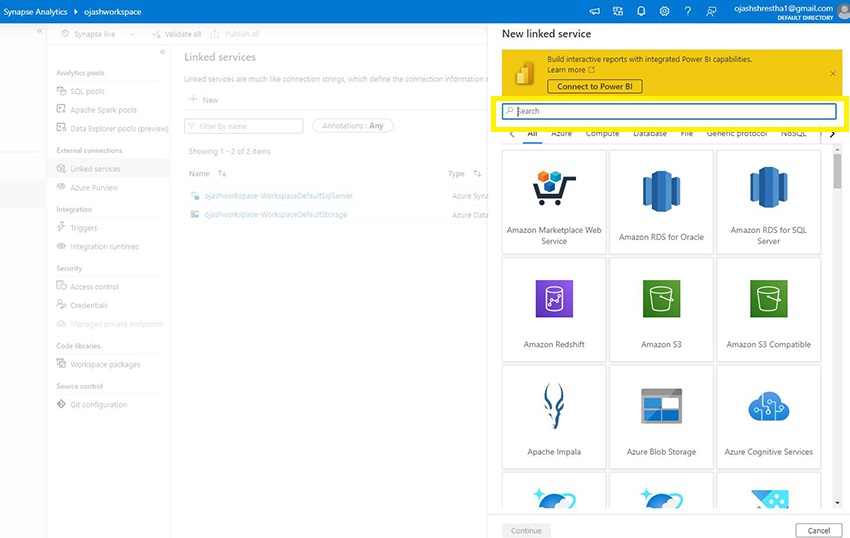 Synapse Analytics ▸ ojashworkspace
ojashshrestha1@gmail.com
DEFAULT DIRECTORY
Synapse live
Validate all
Publish all
Analytics pools
SQL pools
Apache Spark pools
Data Explorer pools (preview)
External connections
Linked services
Azure Purview
Integration
Triggers
Integration runtimes
Security
Access control
Credentials
Managed private endpoints
Code libraries
Workspace packages
Source control
Git configuration
Linked services
Linked services are much like connection strings, which define the connection information
New
Filter by name
Annotations : Any
Showing 1 - 2 of 2 items
Name
Type
ojashworkspace-WorkspaceDefaultSqlServer
Azure Syna
ojashworkspace-WorkspaceDefaultStorage
Azure Data
New linked service
Build interactive reports with integrated Power BI capabilities.
Learn more
Connect to Power BI
Search
All Azure Compute Database File Generic protocol NoSQL
Amazon Marketplace Web
Service
Amazon RDS for Oracle
Amazon RDS for SQL
Server
Amazon Redshift
Amazon S3
Amazon S3 Compatible
Apache Impala
Azure Blob Storage
Azure Cognitive Services
Continue
Cancel